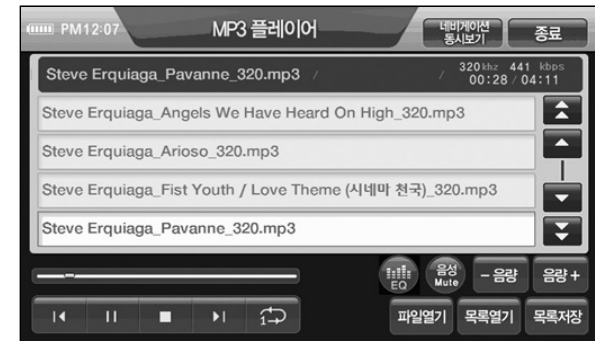 PM12:07
MP3 플레이어
네비게이션
동시보기
종료
Steve Erquiaga_Pavanne_320.mp3 / / 320khz 441 kbps
00:28 / 04:11
Steve Erquiaga_Angels We Have Heard On High_320.mp3
Steve Erquiaga_Arioso_320.mp3
Steve Erquiaga_Fist Youth / Love Theme (시네마 천국)_320.mp3
Steve Erquiaga_Pavanne_320.mp3
EQ
음성
Mute
- 음량
음량 +
1
파일열기
목록열기
목록저장